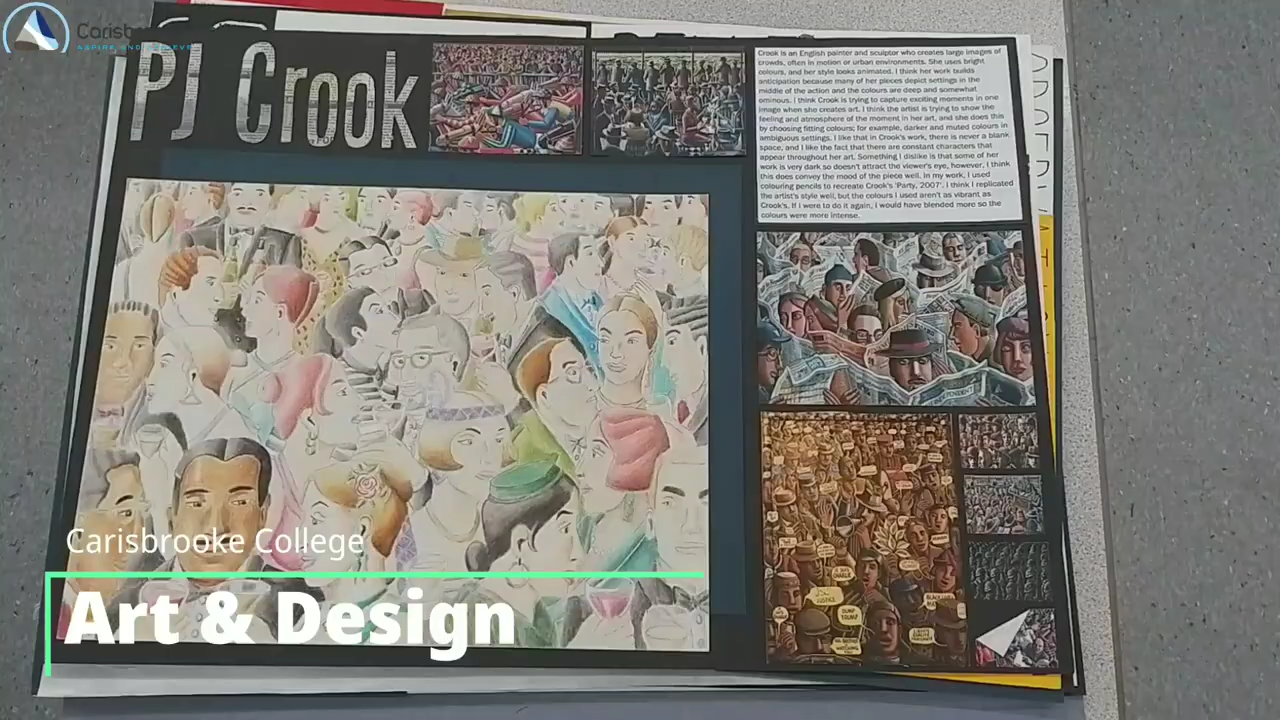 Carisbro
ASPIRE AND ACHIEVE
PJ Crook
Crook is an English painter and sculptor who creates large images of
crowds, often in motion or urban environments. She uses bright
colours, and her style looks animated. I think her work builds
anticipation because many of her pieces depict settings in the
middle of the action and the colours are deep and somewhat
ominous. I think Crook is trying to capture exciting moments in one
image when she creates art. I think the artist is trying to show the
feeling and atmosphere of the moment in her art, and she does this
by choosing fitting colours; for example, darker and muted colours in
ambiguous settings. I like that in Crook's work, there is never a blank
space, and I like the fact that there are constant characters that
appear throughout her art. Something I dislike is that some of her
work is very dark so doesn't attract the viewer's eye, however, I think
this does convey the mood of the piece well. In my work, I used
colouring pencils to recreate Crook's 'Party, 2007'. I think I replicated
the artist's style well, but the colours I used aren't as vibrant as
Crook's. If I were to do it again, I would have blended more so the
colours were more intense.
DUMP
TRUMP
Carisbrooke College
Art & Design